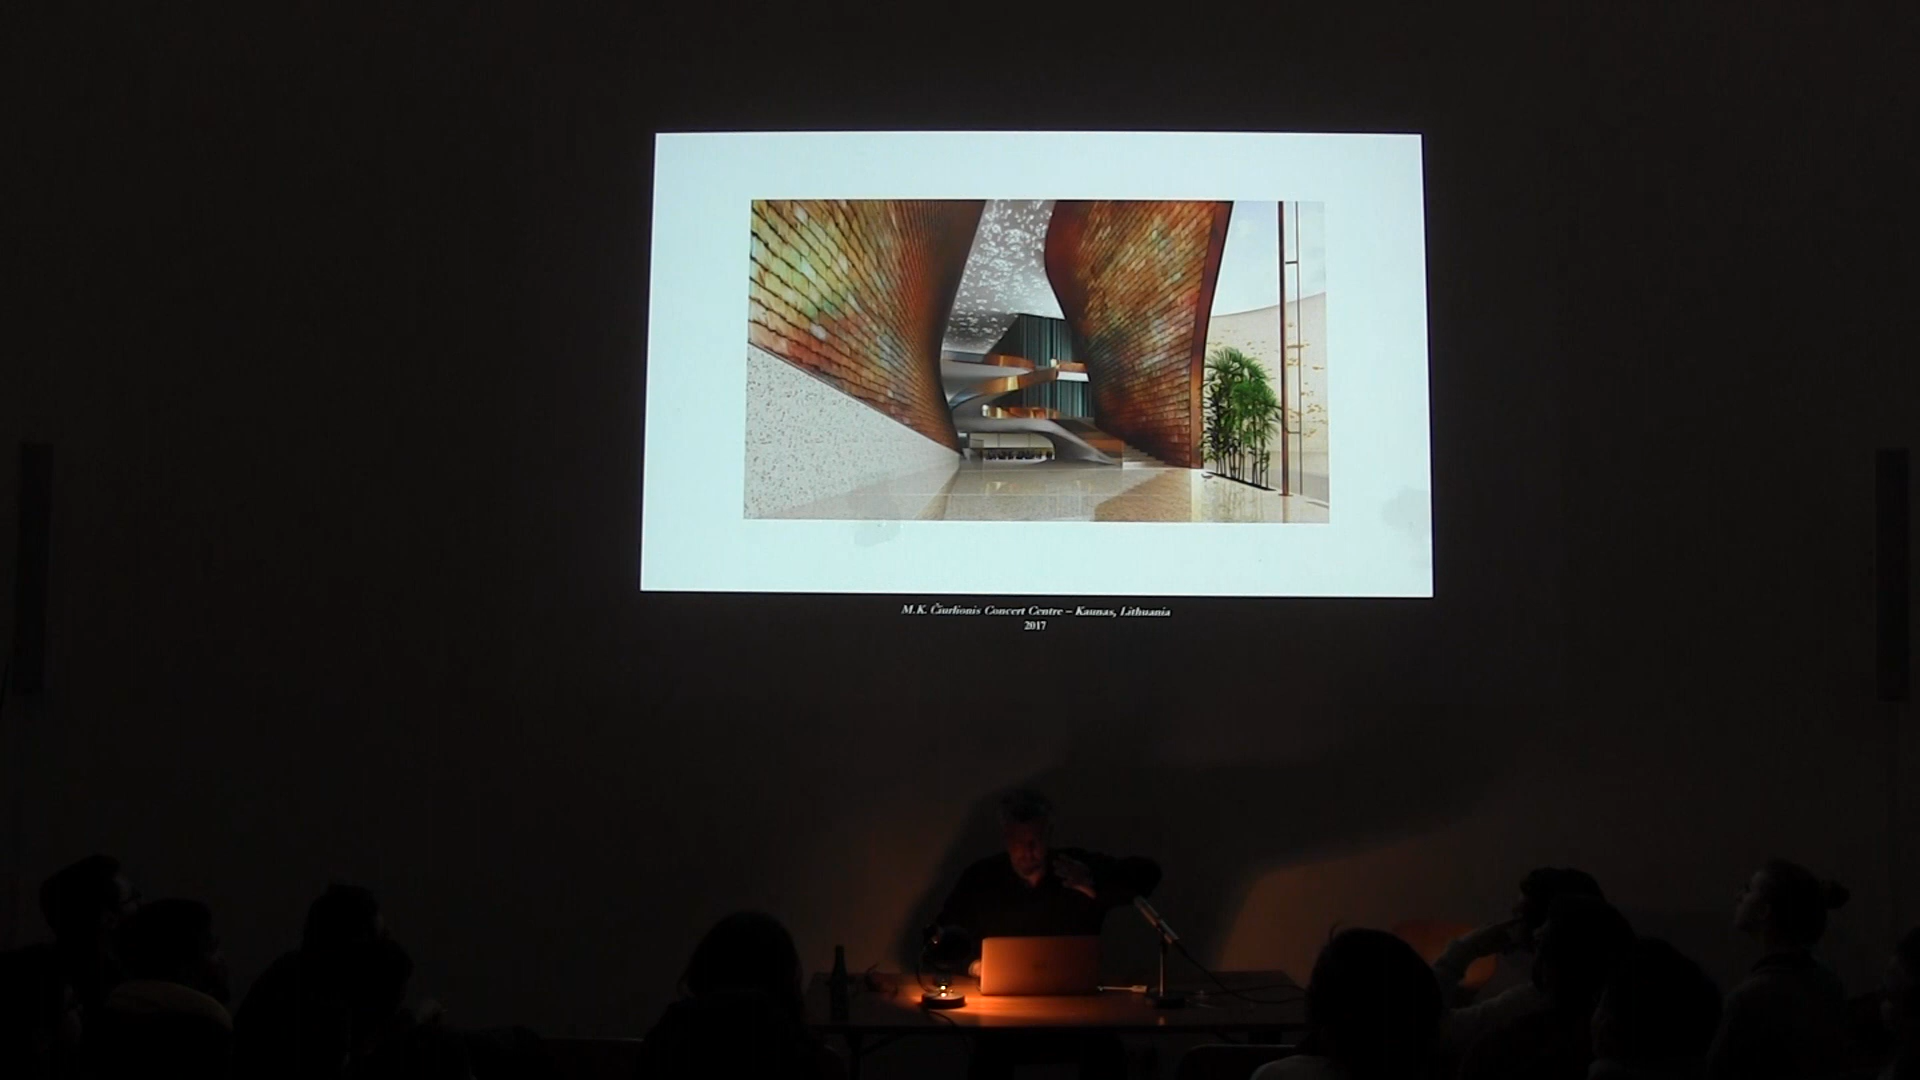 M.K. Čiurlionis Concert Centre – Kaunas, Lithuania
2017